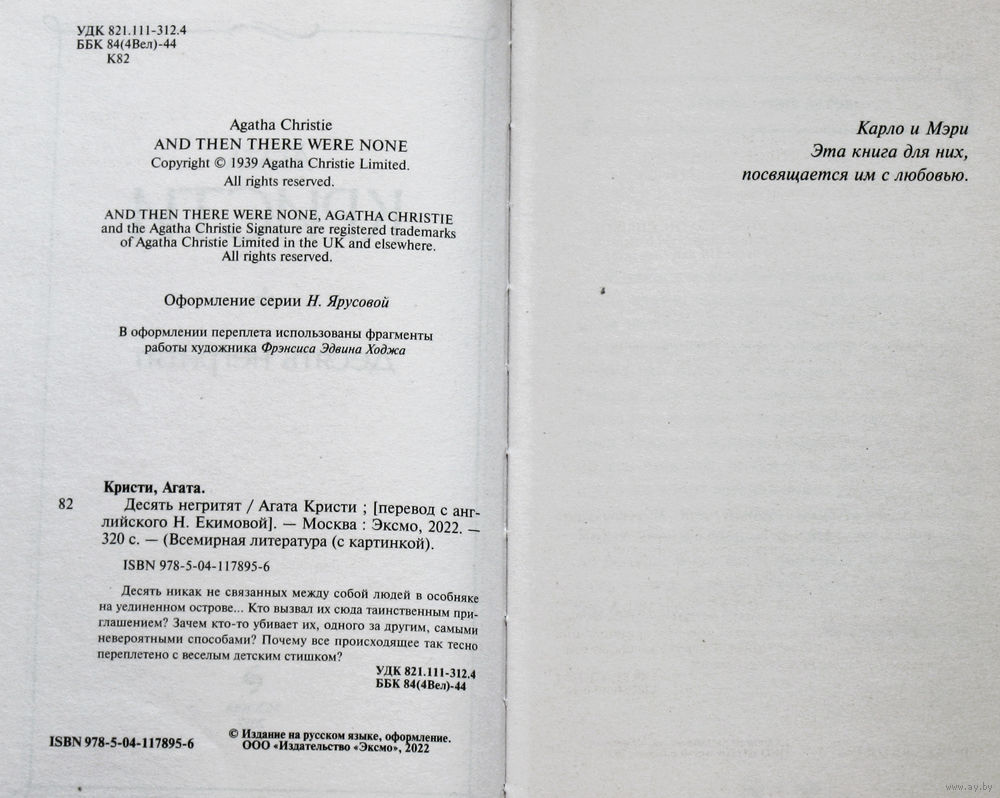 УДК 821.111-312.4
ББК 84(4Вел)-44
К82
Agatha Christie
AND THEN THERE WERE NONE
Copyright © 1939 Agatha Christie Limited.
All rights reserved.
AND THEN THERE WERE NONE, AGATHA CHRISTIE
and the Agatha Christie Signature are registered trademarks
of Agatha Christie Limited in the UK and elsewhere.
All rights reserved.
Оформление серии Н. Ярусовой
В оформлении переплета использованы фрагменты
работы художника Фрэнсиса Эдвина Ходжа
Кристи, Агата.
82 Десять негритят / Агата Кристи ; [перевод с анг-
лийского Н. Екимовой]. — Москва : Эксмо, 2022. —
320 с. — (Всемирная литература (с картинкой).
ISBN 978-5-04-117895-6
Десять никак не связанных между собой людей в особняке
на уединенном острове... Кто вызвал их сюда таинственным при-
глашением? Зачем кто-то убивает их, одного за другим, самыми
невероятными способами? Почему все происходящее так тесно
переплетено с веселым детским стишком?
УДК 821.111-312.4
ББК 84(4Вел)-44
ISBN 978-5-04-117895-6
© Издание на русском языке, оформление.
ООО «Издательство «Эксмо», 2022
Карло и Мэри
Эта книга для них,
посвящается им с любовью.
www.ay.by